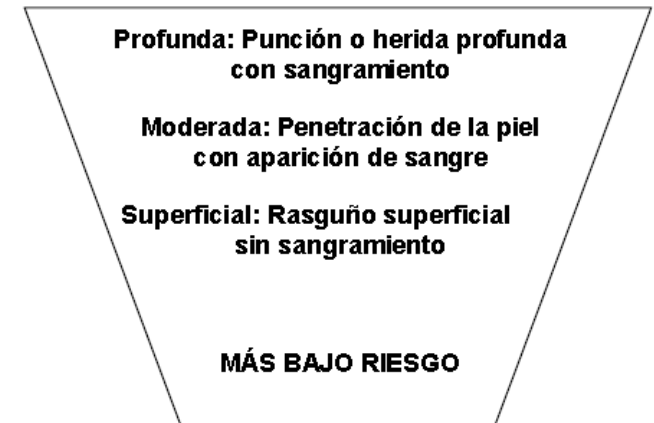 Profunda: Punción o herida profunda
con sangramiento
Moderada: Penetración de la piel
con aparición de sangre
Superficial: Rasguño superficial
sin sangramiento
MÁS BAJO RIESGO